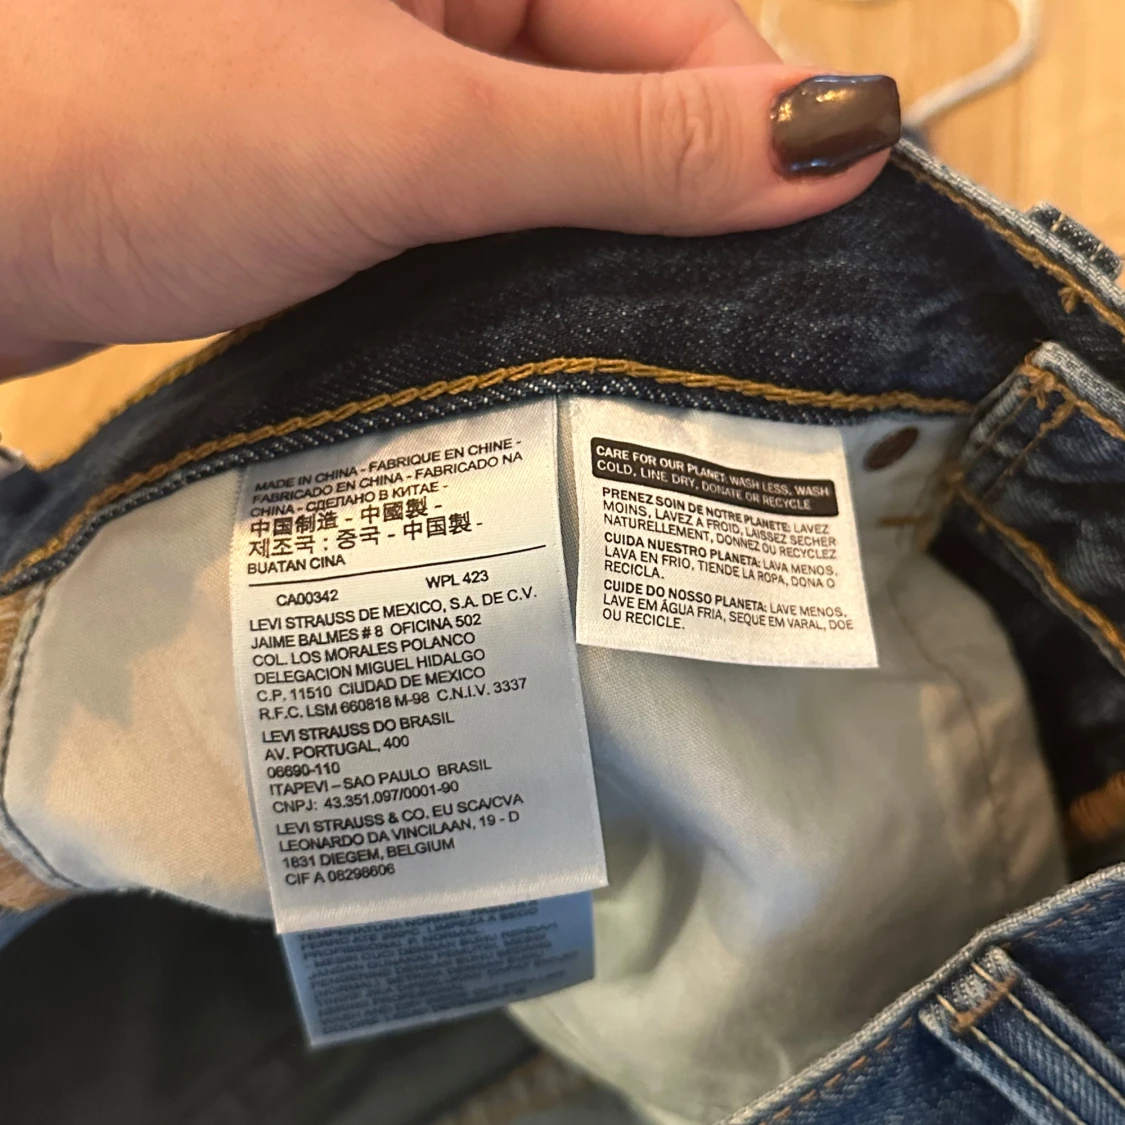 MADE IN CHINA - FABRIQUE EN CHINE -
FABRICADO EN CHINA - FABRICADO NA
CHINA - СДЕЛАНО В КИТАЕ -
中国制造 - 中國製 -
제조국 : 중국 - 中国製 -
BUATAN CINA
CA00342 WPL 423
LEVI STRAUSS DE MEXICO, S.A. DE C.V.
JAIME BALMES # 8 OFICINA 502
COL. LOS MORALES POLANCO
DELEGACION MIGUEL HIDALGO
C.P. 11510 CIUDAD DE MEXICO
R.F.C. LSM 660818 M-98 C.N.I.V. 3337
LEVI STRAUSS DO BRASIL
AV. PORTUGAL, 400
06690-110
ITAPEVI – SAO PAULO BRASIL
CNPJ: 43.351.097/0001-90
LEVI STRAUSS & CO. EU SCA/CVA
LEONARDO DA VINCILAAN, 19 - D
1831 DIEGEM, BELGIUM
CIF A 08298606
CARE FOR OUR PLANET: WASH LESS, WASH
COLD, LINE DRY, DONATE OR RECYCLE
PRENEZ SOIN DE NOTRE PLANETE: LAVEZ
MOINS, LAVEZ A FROID, LAISSEZ SECHER
NATURELLEMENT, DONNEZ OU RECYCLEZ
CUIDA NUESTRO PLANETA: LAVA MENOS,
LAVA EN FRIO, TIENDE LA ROPA, DONA O
RECICLA.
CUIDE DO NOSSO PLANETA: LAVE MENOS,
LAVE EM ÁGUA FRIA, SEQUE EM VARAL, DOE
OU RECICLE.